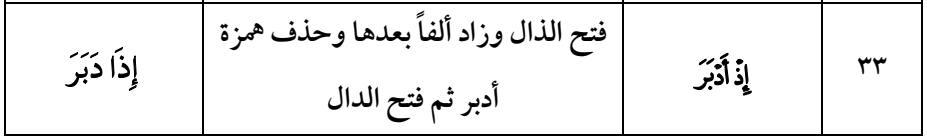 ٣٣
إِذْ أَدْبَرَ
فتح الذال وزاد ألفاً بعدها وحذف همزة
أدبر ثم فتح الدال
إِذَا دَبَرَ